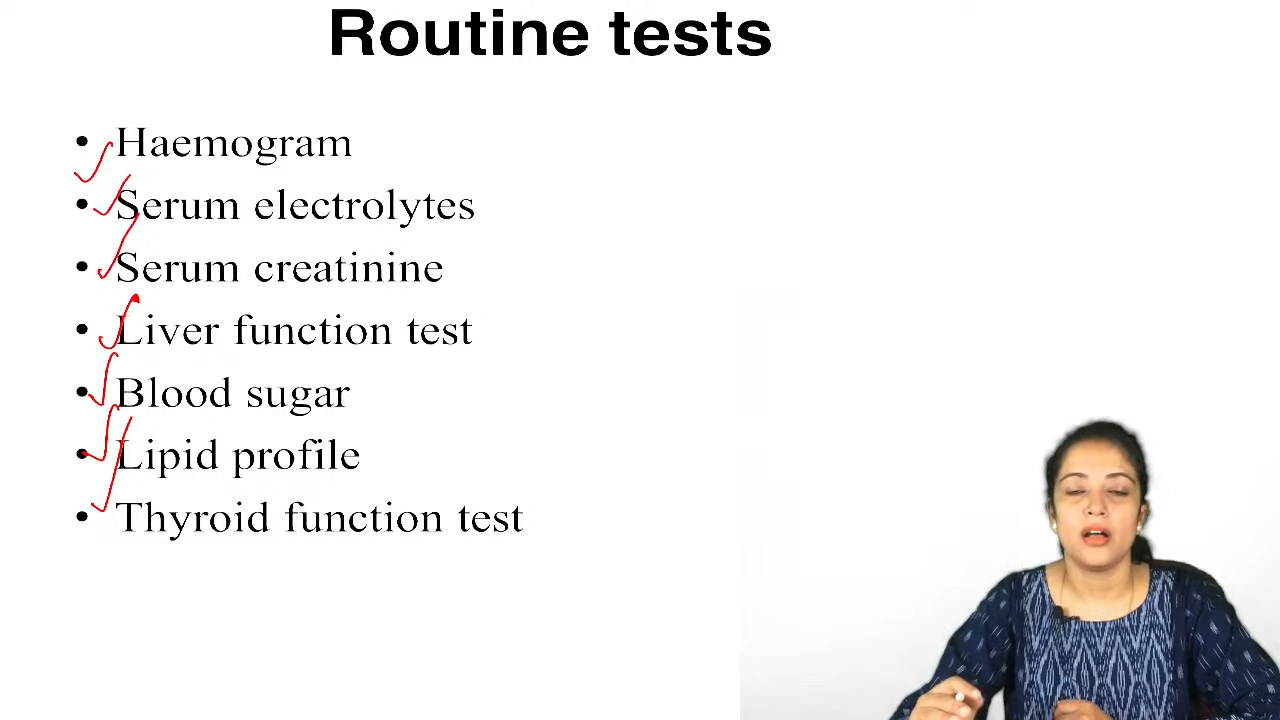 Routine tests
• Haemogram
• Serum electrolytes
• Serum creatinine
• Liver function test
• Blood sugar
• Lipid profile
• Thyroid function test